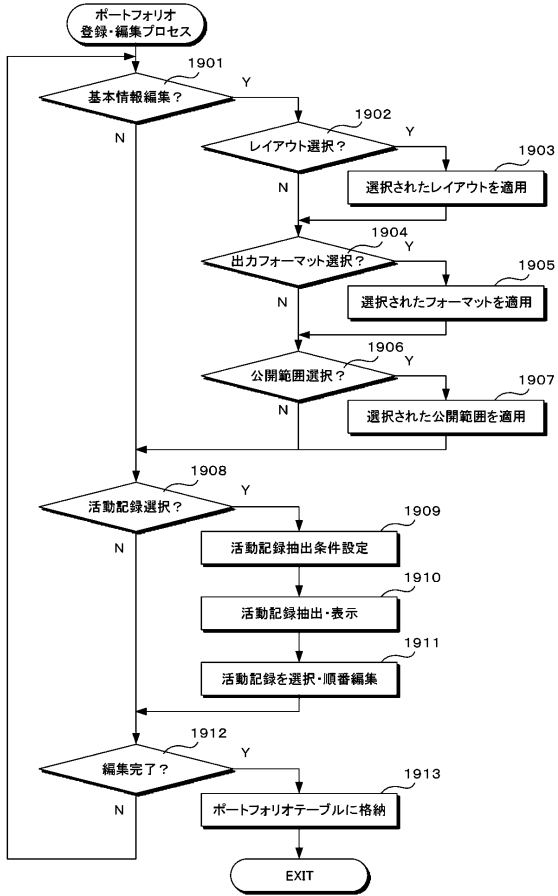 ポートフォリオ
登録・編集プロセス
1901
基本情報編集？
Y
N
1902
レイアウト選択？
Y
N
1903
選択されたレイアウトを適用
1904
出力フォーマット選択？
Y
N
1905
選択されたフォーマットを適用
1906
公開範囲選択？
Y
N
1907
選択された公開範囲を適用
1908
活動記録選択？
Y
N
1909
活動記録抽出条件設定
1910
活動記録抽出・表示
1911
活動記録を選択・順番編集
1912
編集完了？
Y
N
1913
ポートフォリオテーブルに格納
EXIT